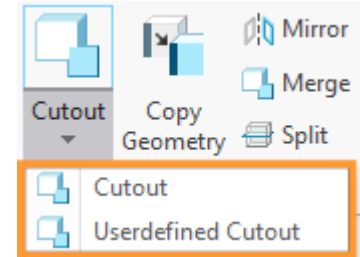 Mirror
Merge
Cutout
Copy
Geometry
Split
Cutout
Userdefined Cutout